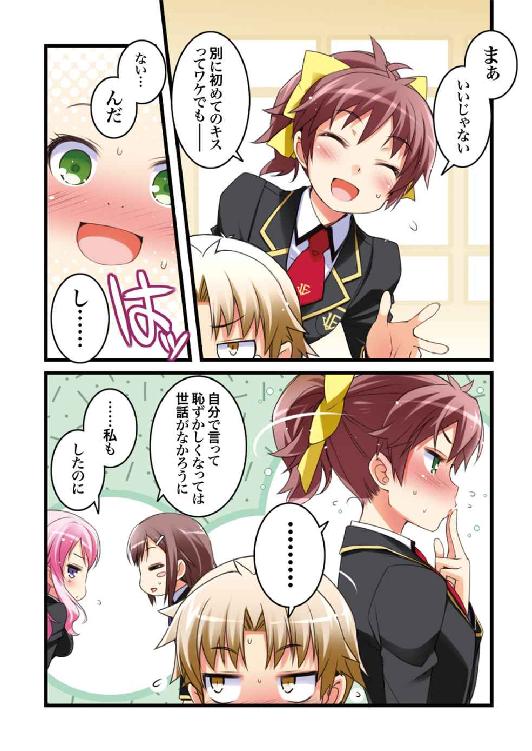 まぁ
いいじゃない
別に初めてのキス
ってワケでも──
ない…
んだ
し……
はッ
………
自分で言って
恥ずかしくなっては
世話がなかろうに
……私も
したのに